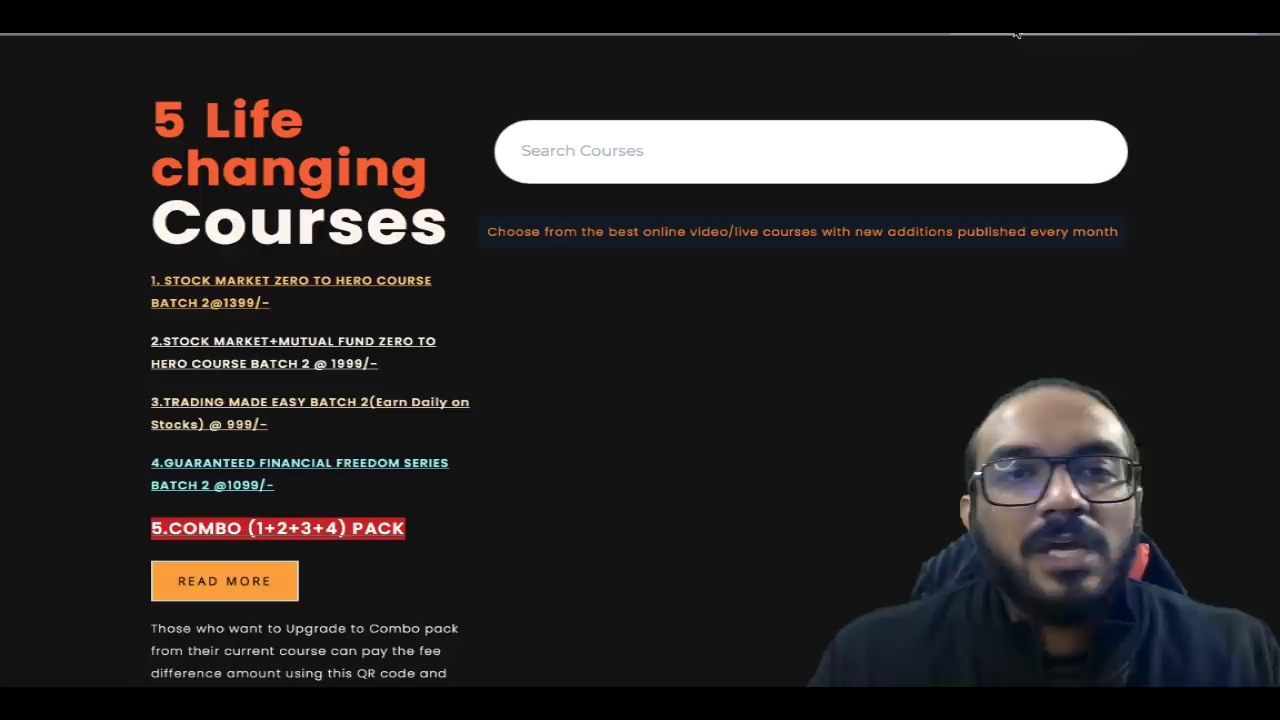 5 Life
changing
Courses
Search Courses
Choose from the best online video/live courses with new additions published every month
1. STOCK MARKET ZERO TO HERO COURSE
BATCH 2@1399/-
2.STOCK MARKET+MUTUAL FUND ZERO TO
HERO COURSE BATCH 2 @ 1999/-
3.TRADING MADE EASY BATCH 2(Earn Daily on
Stocks) @ 999/-
4.GUARANTEED FINANCIAL FREEDOM SERIES
BATCH 2 @1099/-
5.COMBO (1+2+3+4) PACK
READ MORE
Those who want to Upgrade to Combo pack
from their current course can pay the fee
difference amount using this QR code and